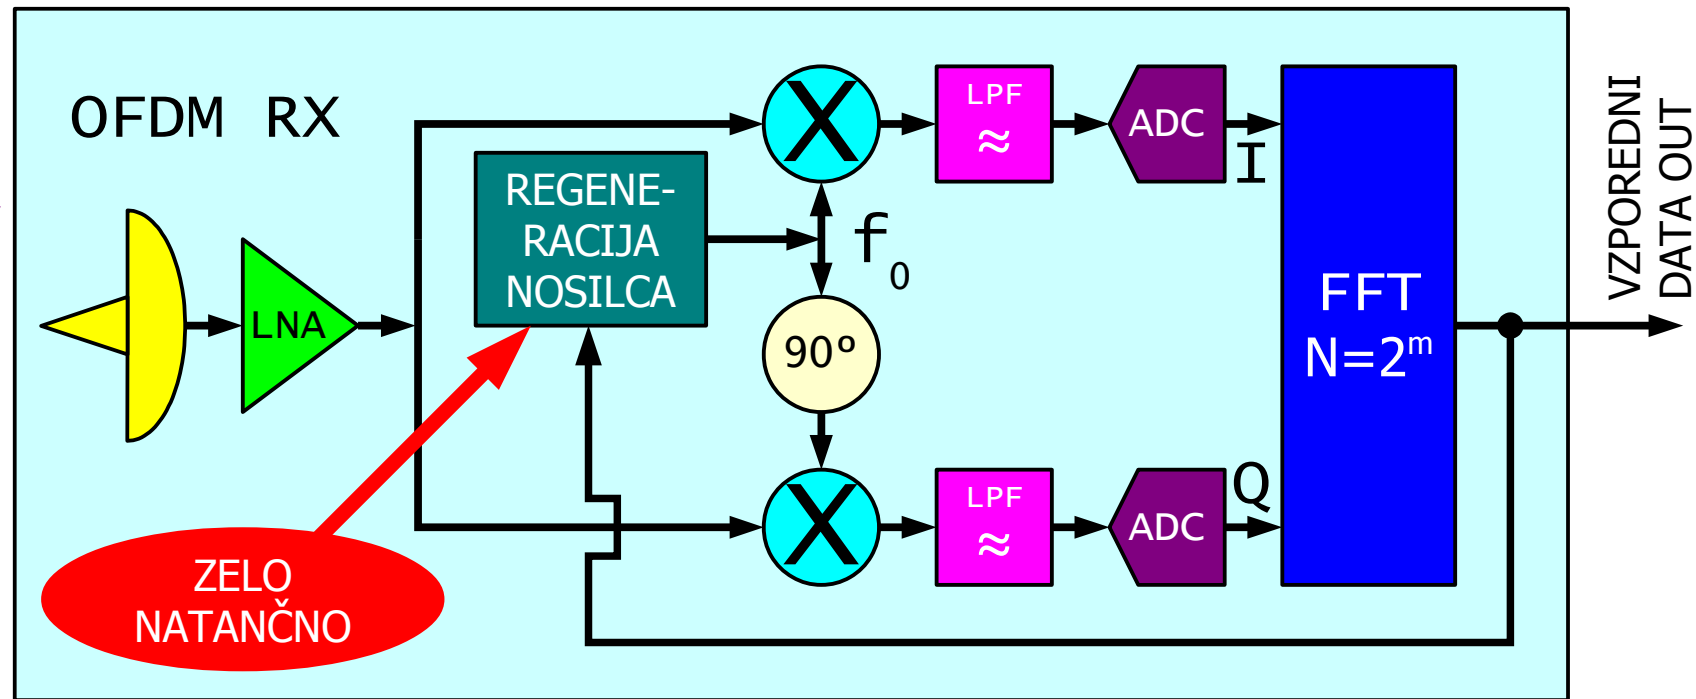 OFDM RX
LNA
REGENE-
RACIJA
NOSILCA
ZELO
NATANČNO
X
f₀
90º
X
LPF
≈
ADC
I
LPF
≈
ADC
Q
FFT
N=2ᵐ
VZPOREDNI
DATA OUT